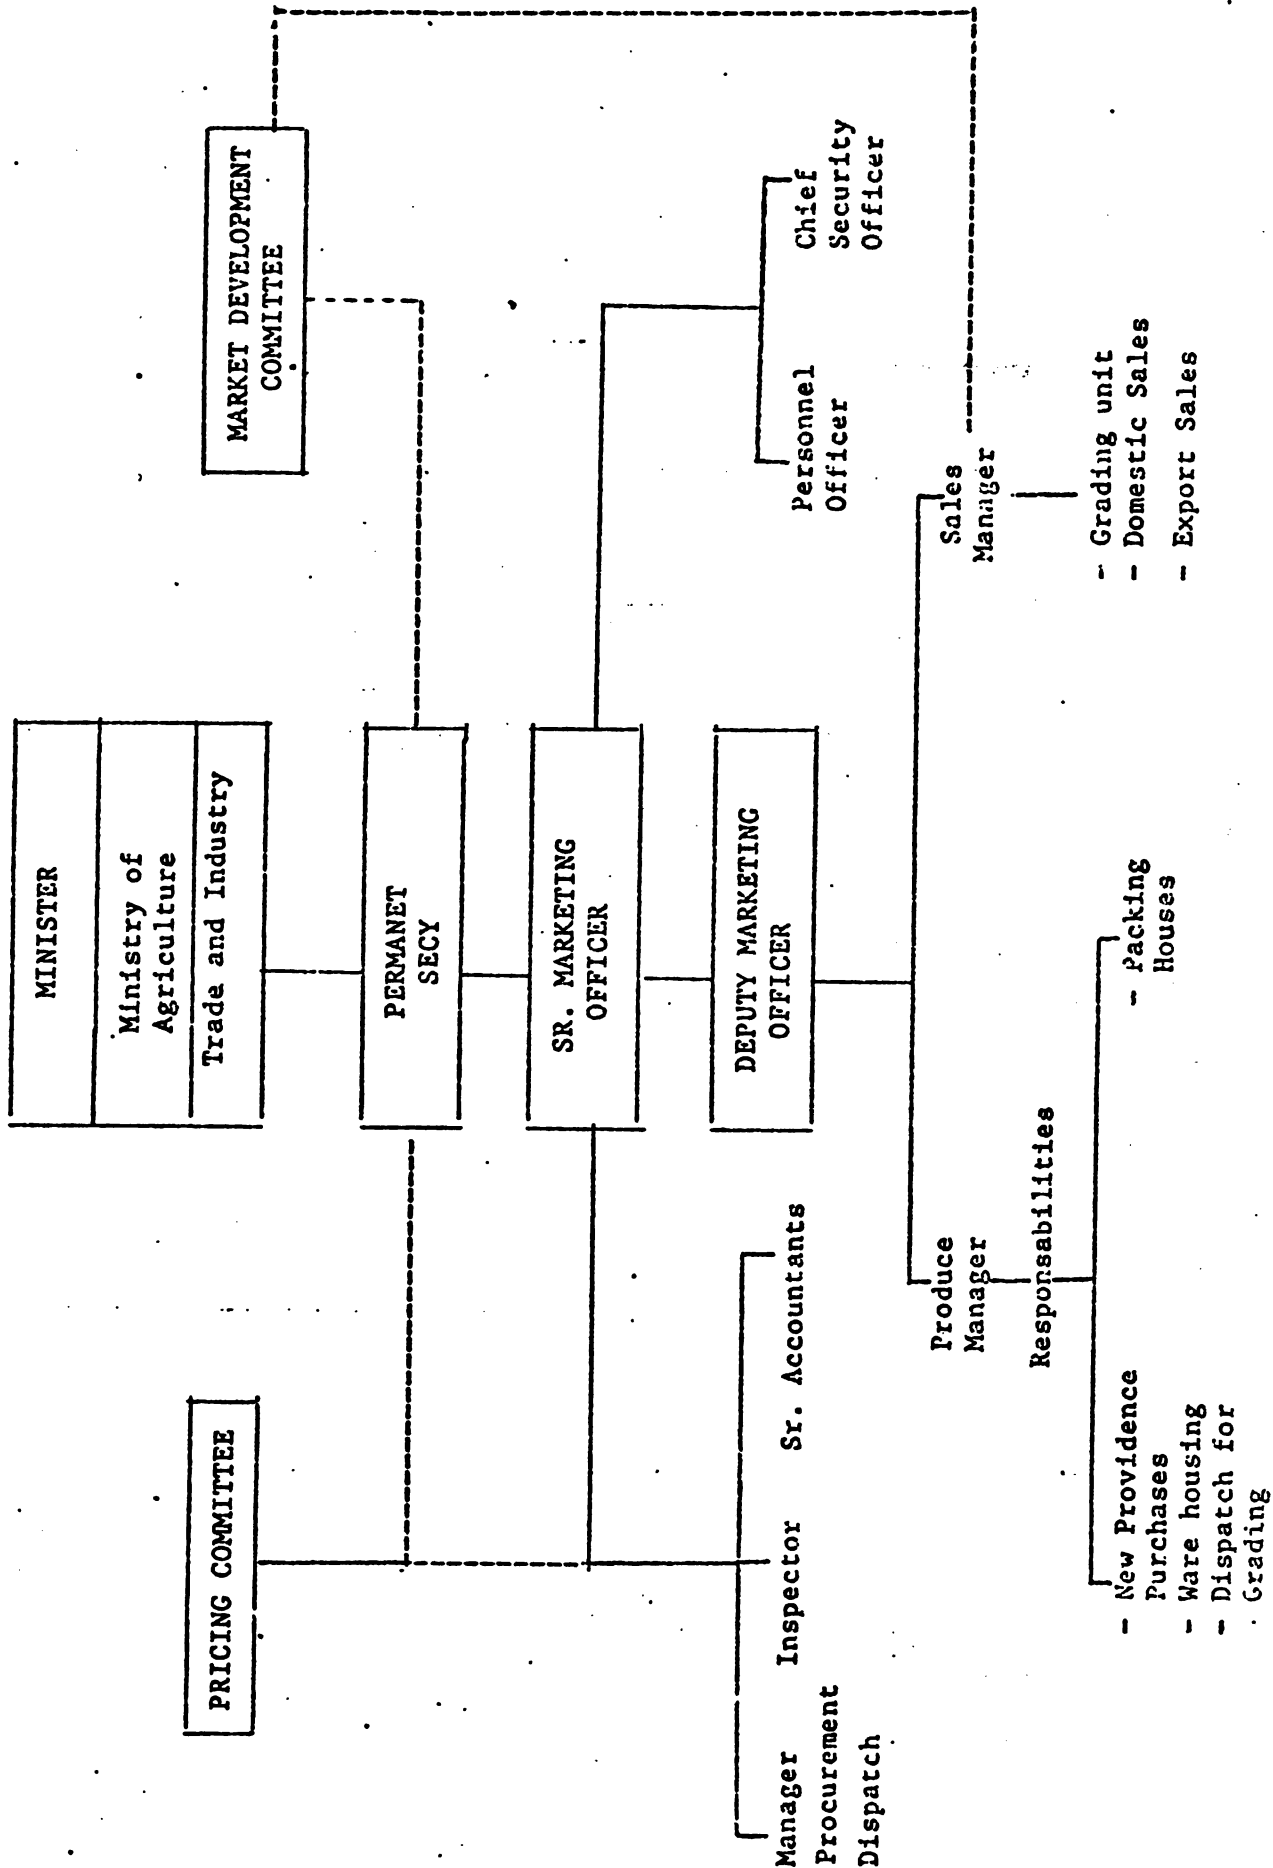 MINISTER
Ministry of
Agriculture
Trade and Industry
PRICING COMMITTEE
MARKET DEVELOPMENT
COMMITTEE
PERMANET
SECY
SR. MARKETING
OFFICER
DEPUTY MARKETING
OFFICER
Manager
Procurement
Dispatch
Inspector
Sr. Accountants
Personnel
Officer
Chief
Security
Officer
Produce
Manager
Responsabilities
Sales
Manager
- New Providence
Purchases
- Ware housing
- Dispatch for
Grading
- Packing
Houses
- Grading unit
- Domestic Sales
- Export Sales